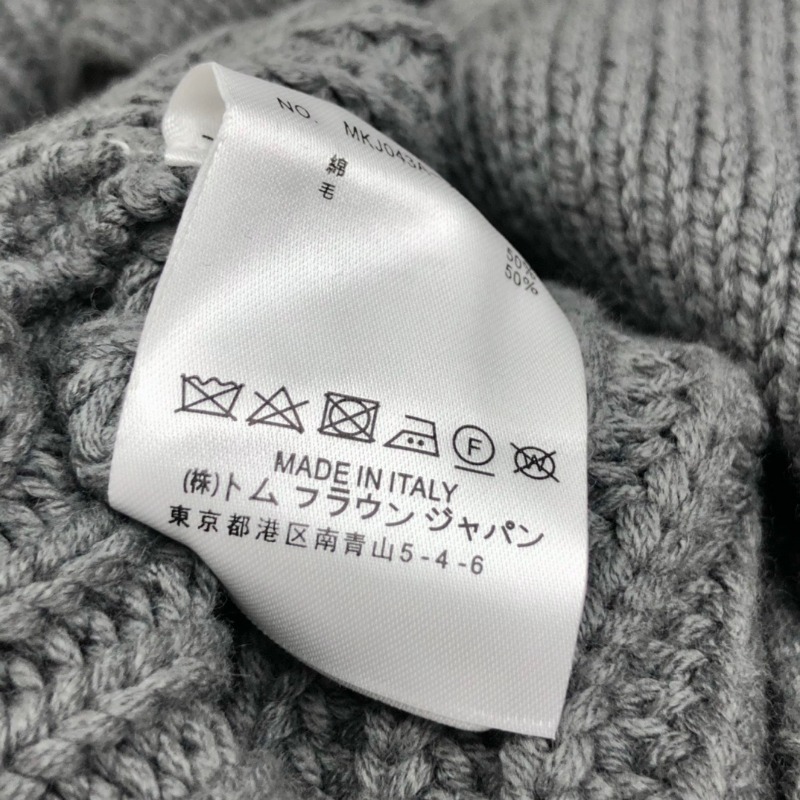 NO. MKJ043A
綿 50%
毛 50%
F
W
MADE IN ITALY
(株)トム ブラウン ジャパン
東京都港区南青山5-4-6